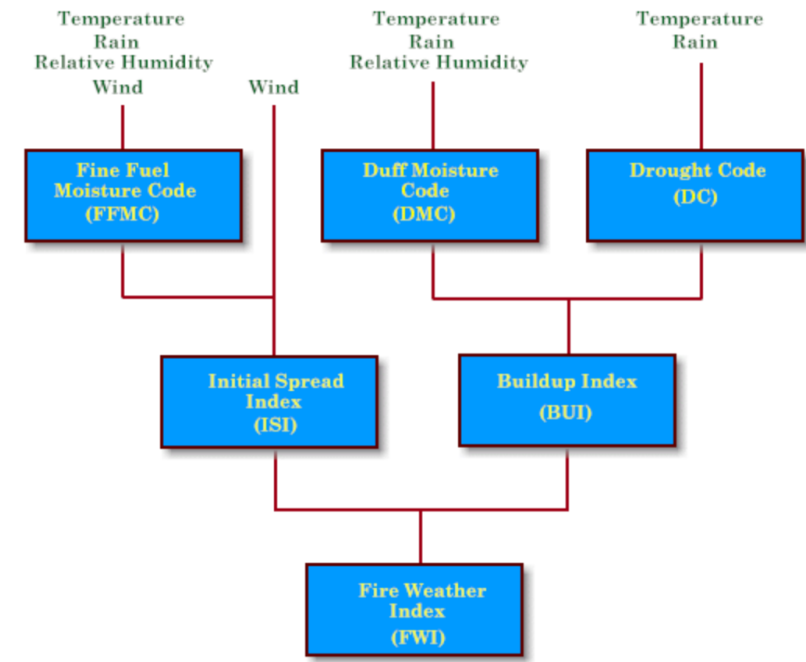 Temperature
Rain
Relative Humidity
Wind
Wind
Temperature
Rain
Relative Humidity
Temperature
Rain
Fine Fuel
Moisture Code
(FFMC)
Duff Moisture
Code
(DMC)
Drought Code
(DC)
Initial Spread
Index
(ISI)
Buildup Index
(BUI)
Fire Weather
Index
(FWI)